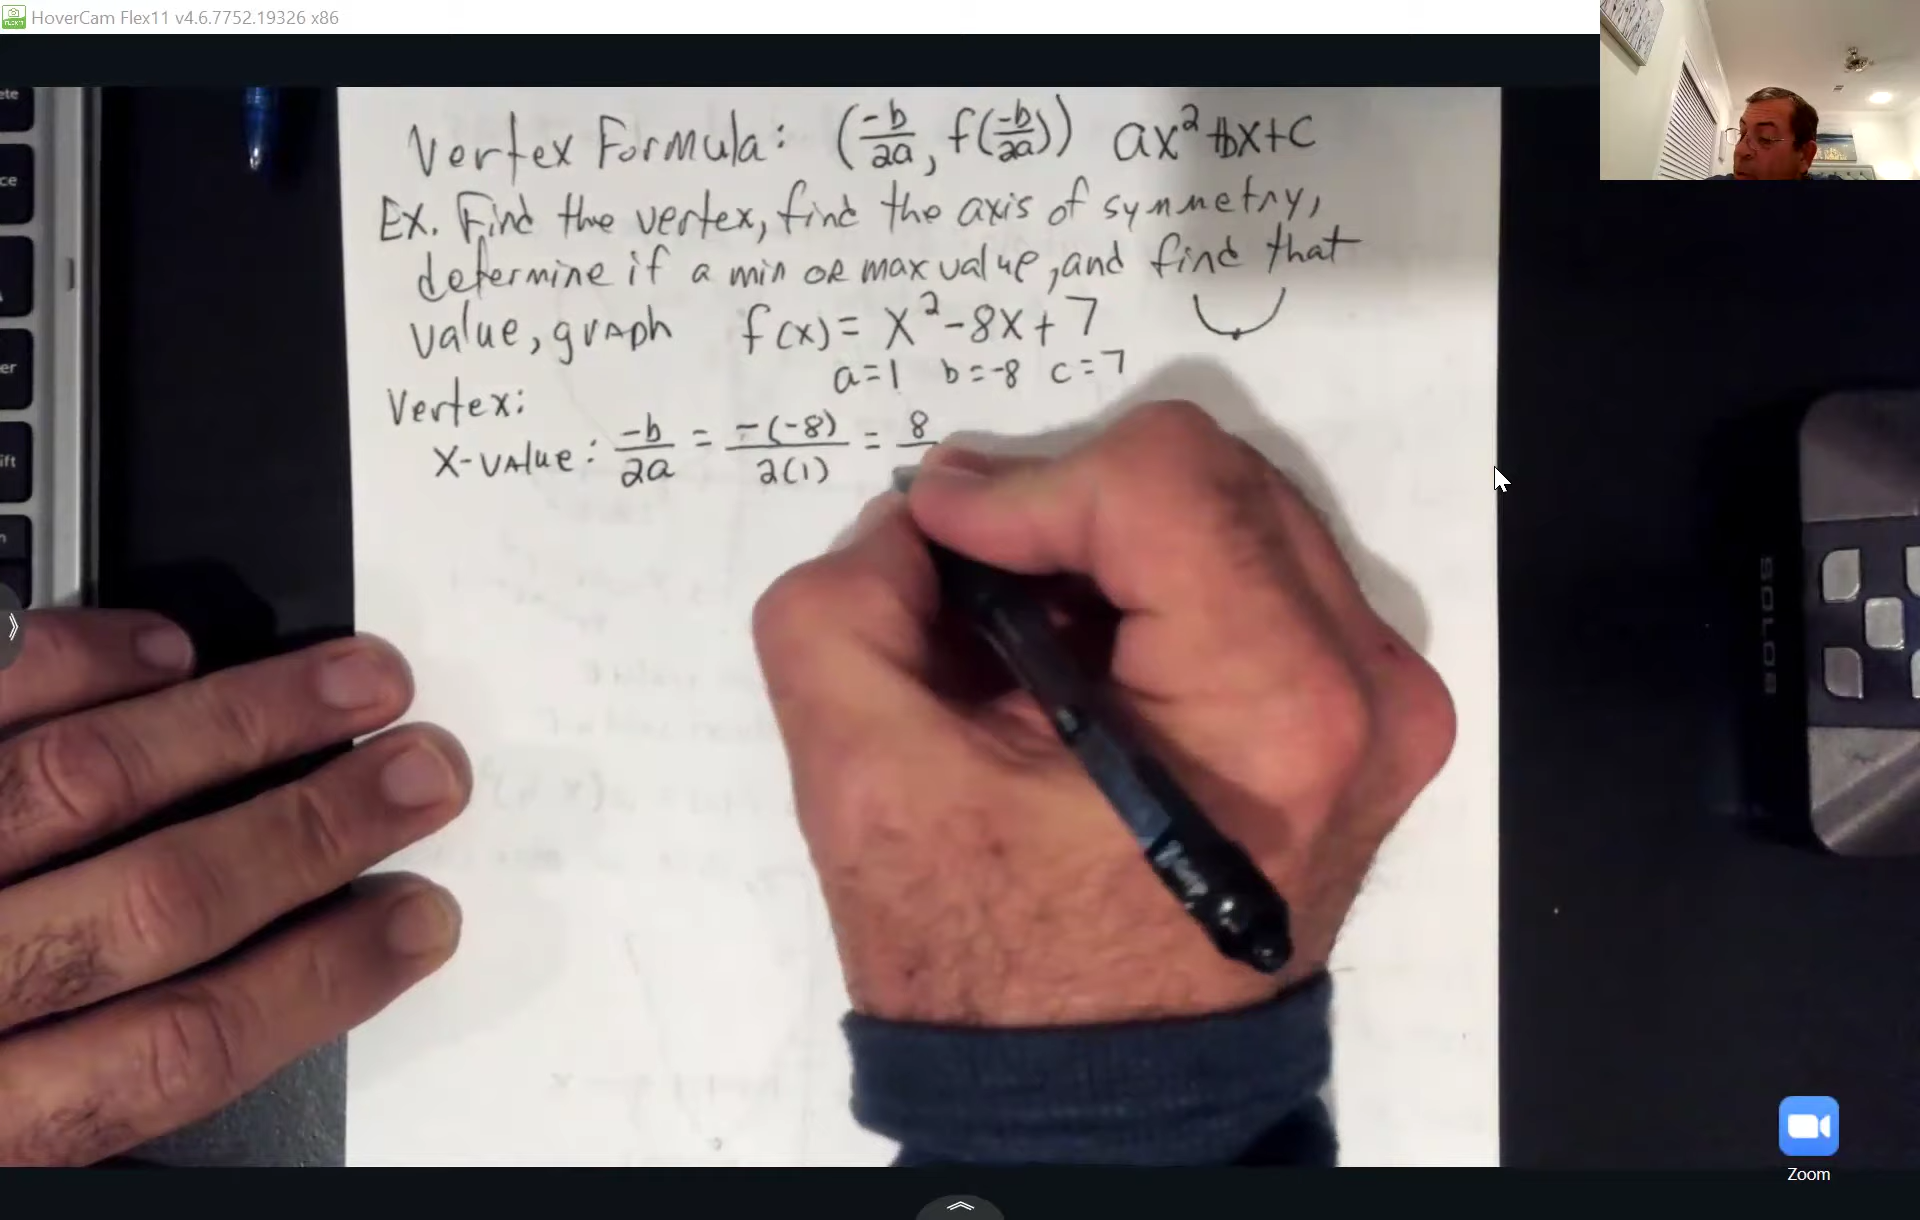 HoverCam Flex11 v4.6.7752.19326 x86
Vertex Formula: (-b/2a, f(-b/2a)) ax²+bx+c
Ex. Find the vertex, find the axis of symmetry,
determine if a min or max value, and find that
value, graph f(x)= x²-8x+7
a=1 b=-8 c=7
Vertex:
x-value: -b/2a = -(-8)/2(1) = 8
SOLO8
Zoom